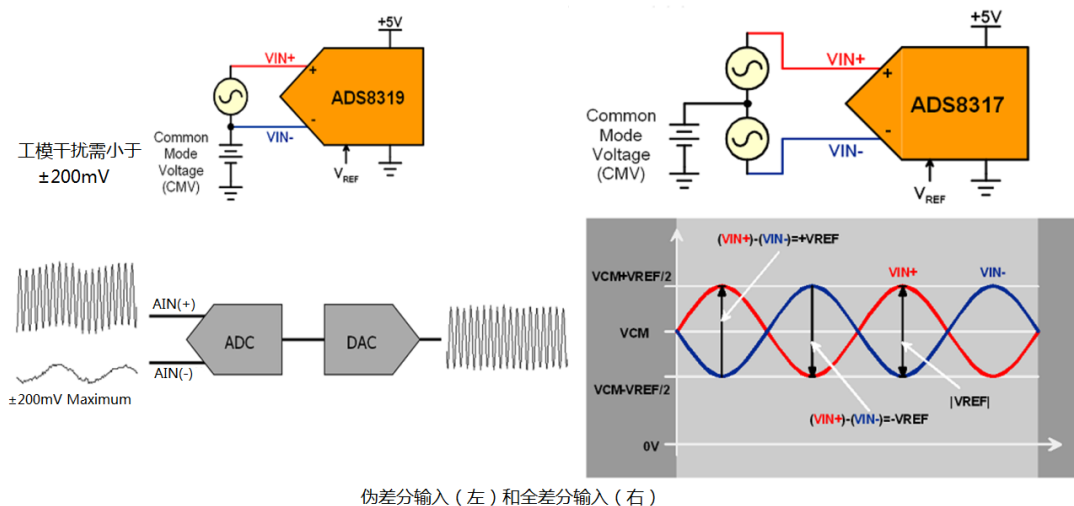 +5V
VIN+
+
ADS8319
-
VIN-
Common
Mode
Voltage
(CMV)
VREF
工模干扰需小于
±200mV
+5V
VIN+
+
ADS8317
-
VIN-
Common
Mode
Voltage
(CMV)
VREF
AIN(+)
ADC
DAC
AIN(-)
±200mV Maximum
(VIN+)-(VIN-)=+VREF
VCM+VREF/2
VIN+
VIN-
VCM
VCM-VREF/2
|VREF|
(VIN+)-(VIN-)=-VREF
0V
伪差分输入（左）和全差分输入（右）